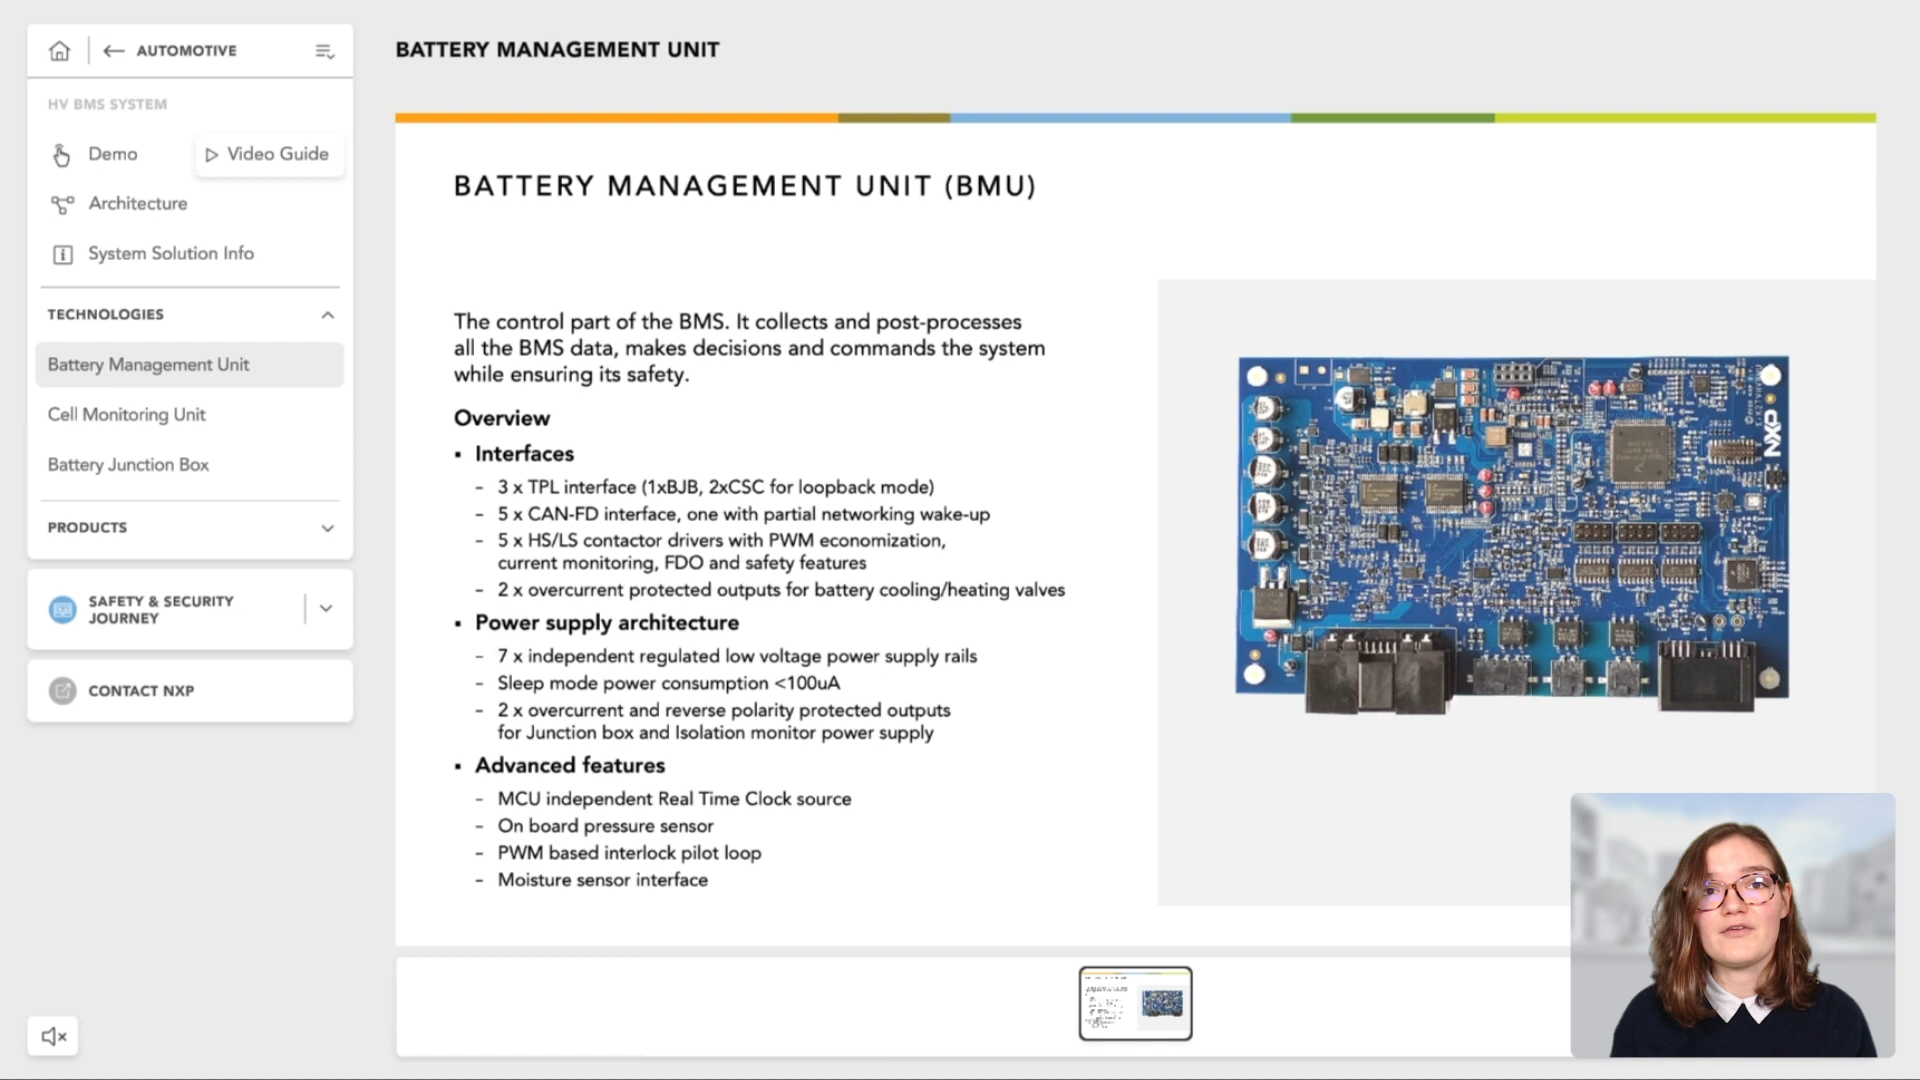 AUTOMOTIVE
HV BMS SYSTEM
Demo
Video Guide
Architecture
System Solution Info
TECHNOLOGIES
Battery Management Unit
Cell Monitoring Unit
Battery Junction Box
PRODUCTS
SAFETY & SECURITY
JOURNEY
CONTACT NXP
BATTERY MANAGEMENT UNIT
BATTERY MANAGEMENT UNIT (BMU)
The control part of the BMS. It collects and post-processes
all the BMS data, makes decisions and commands the system
while ensuring its safety.
Overview
▪ Interfaces
- 3 x TPL interface (1xBJB, 2xCSC for loopback mode)
- 5 x CAN-FD interface, one with partial networking wake-up
- 5 x HS/LS contactor drivers with PWM economization,
current monitoring, FDO and safety features
- 2 x overcurrent protected outputs for battery cooling/heating valves
▪ Power supply architecture
- 7 x independent regulated low voltage power supply rails
- Sleep mode power consumption <100uA
- 2 x overcurrent and reverse polarity protected outputs
for Junction box and Isolation monitor power supply
▪ Advanced features
- MCU independent Real Time Clock source
- On board pressure sensor
- PWM based interlock pilot loop
- Moisture sensor interface
NXP